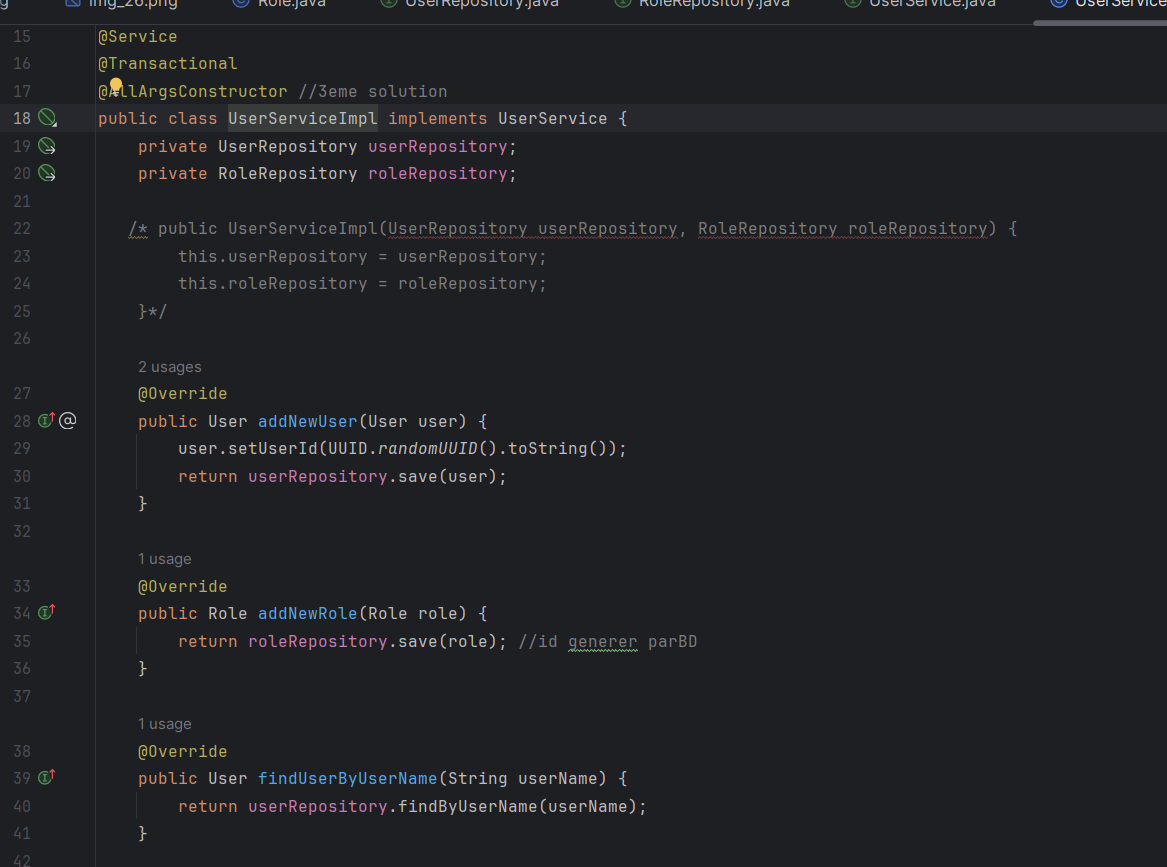 img_26.png Role.java UserRepository.java RoleRepository.java UserService.java UserService
15 @Service
16 @Transactional
17 @AllArgsConstructor //3eme solution
18 public class UserServiceImpl implements UserService {
19 private UserRepository userRepository;
20 private RoleRepository roleRepository;
21
22 /* public UserServiceImpl(UserRepository userRepository, RoleRepository roleRepository) {
23 this.userRepository = userRepository;
24 this.roleRepository = roleRepository;
25 }*/
26
2 usages
27 @Override
28 public User addNewUser(User user) {
29 user.setUserId(UUID.randomUUID().toString());
30 return userRepository.save(user);
31 }
32
1 usage
33 @Override
34 public Role addNewRole(Role role) {
35 return roleRepository.save(role); //id generer parBD
36 }
37
1 usage
38 @Override
39 public User findUserByUserName(String userName) {
40 return userRepository.findByUserName(userName);
41 }
42